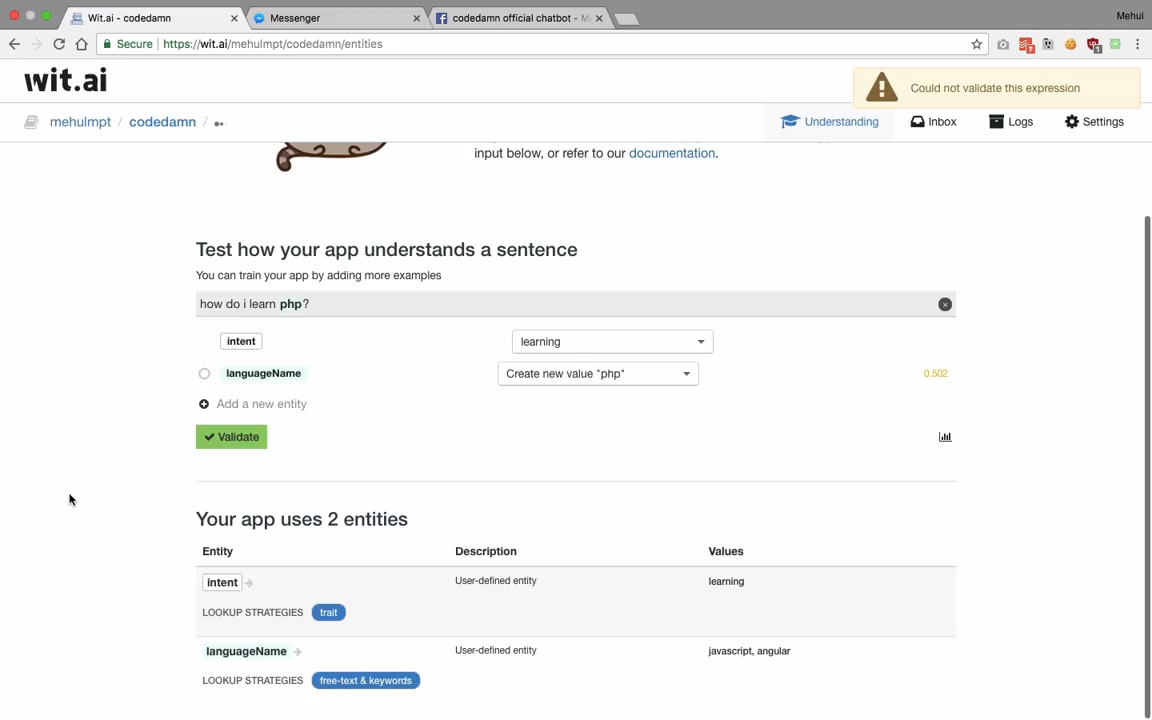 Wit.ai - codedamn
Messenger
codedamn official chatbot - M
Mehul
Secure
https://wit.ai/mehulmpt/codedamn/entities
wit.ai
Could not validate this expression
mehulmpt / codedamn /
Understanding
Inbox
Logs
Settings
input below, or refer to our documentation.
Test how your app understands a sentence
You can train your app by adding more examples
how do i learn php?
intent
learning
languageName
Create new value "php"
0.502
Add a new entity
Validate
Your app uses 2 entities
Entity
Description
Values
intent
User-defined entity
learning
LOOKUP STRATEGIES
trait
languageName
User-defined entity
javascript, angular
LOOKUP STRATEGIES
free-text & keywords